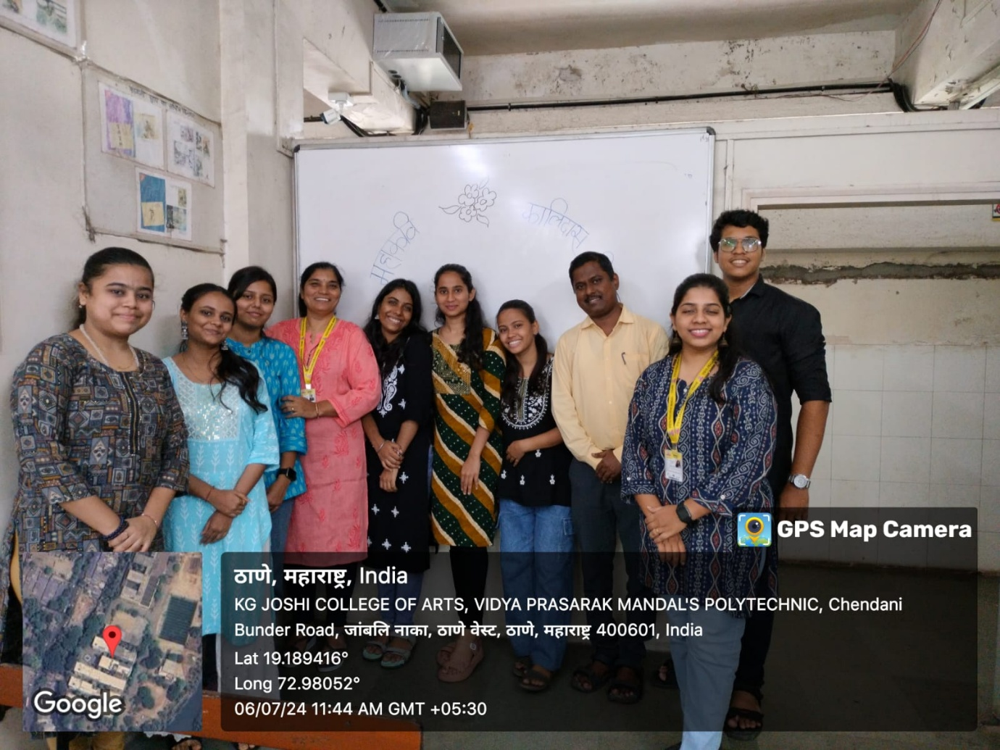 महाकवि
कालिदास
GPS Map Camera
ठाणे, महाराष्ट्र, India
KG JOSHI COLLEGE OF ARTS, VIDYA PRASARAK MANDAL'S POLYTECHNIC, Chendani
Bunder Road, जांबलि नाका, ठाणे वेस्ट, ठाणे, महाराष्ट्र 400601, India
Lat 19.189416°
Long 72.98052°
06/07/24 11:44 AM GMT +05:30
Google